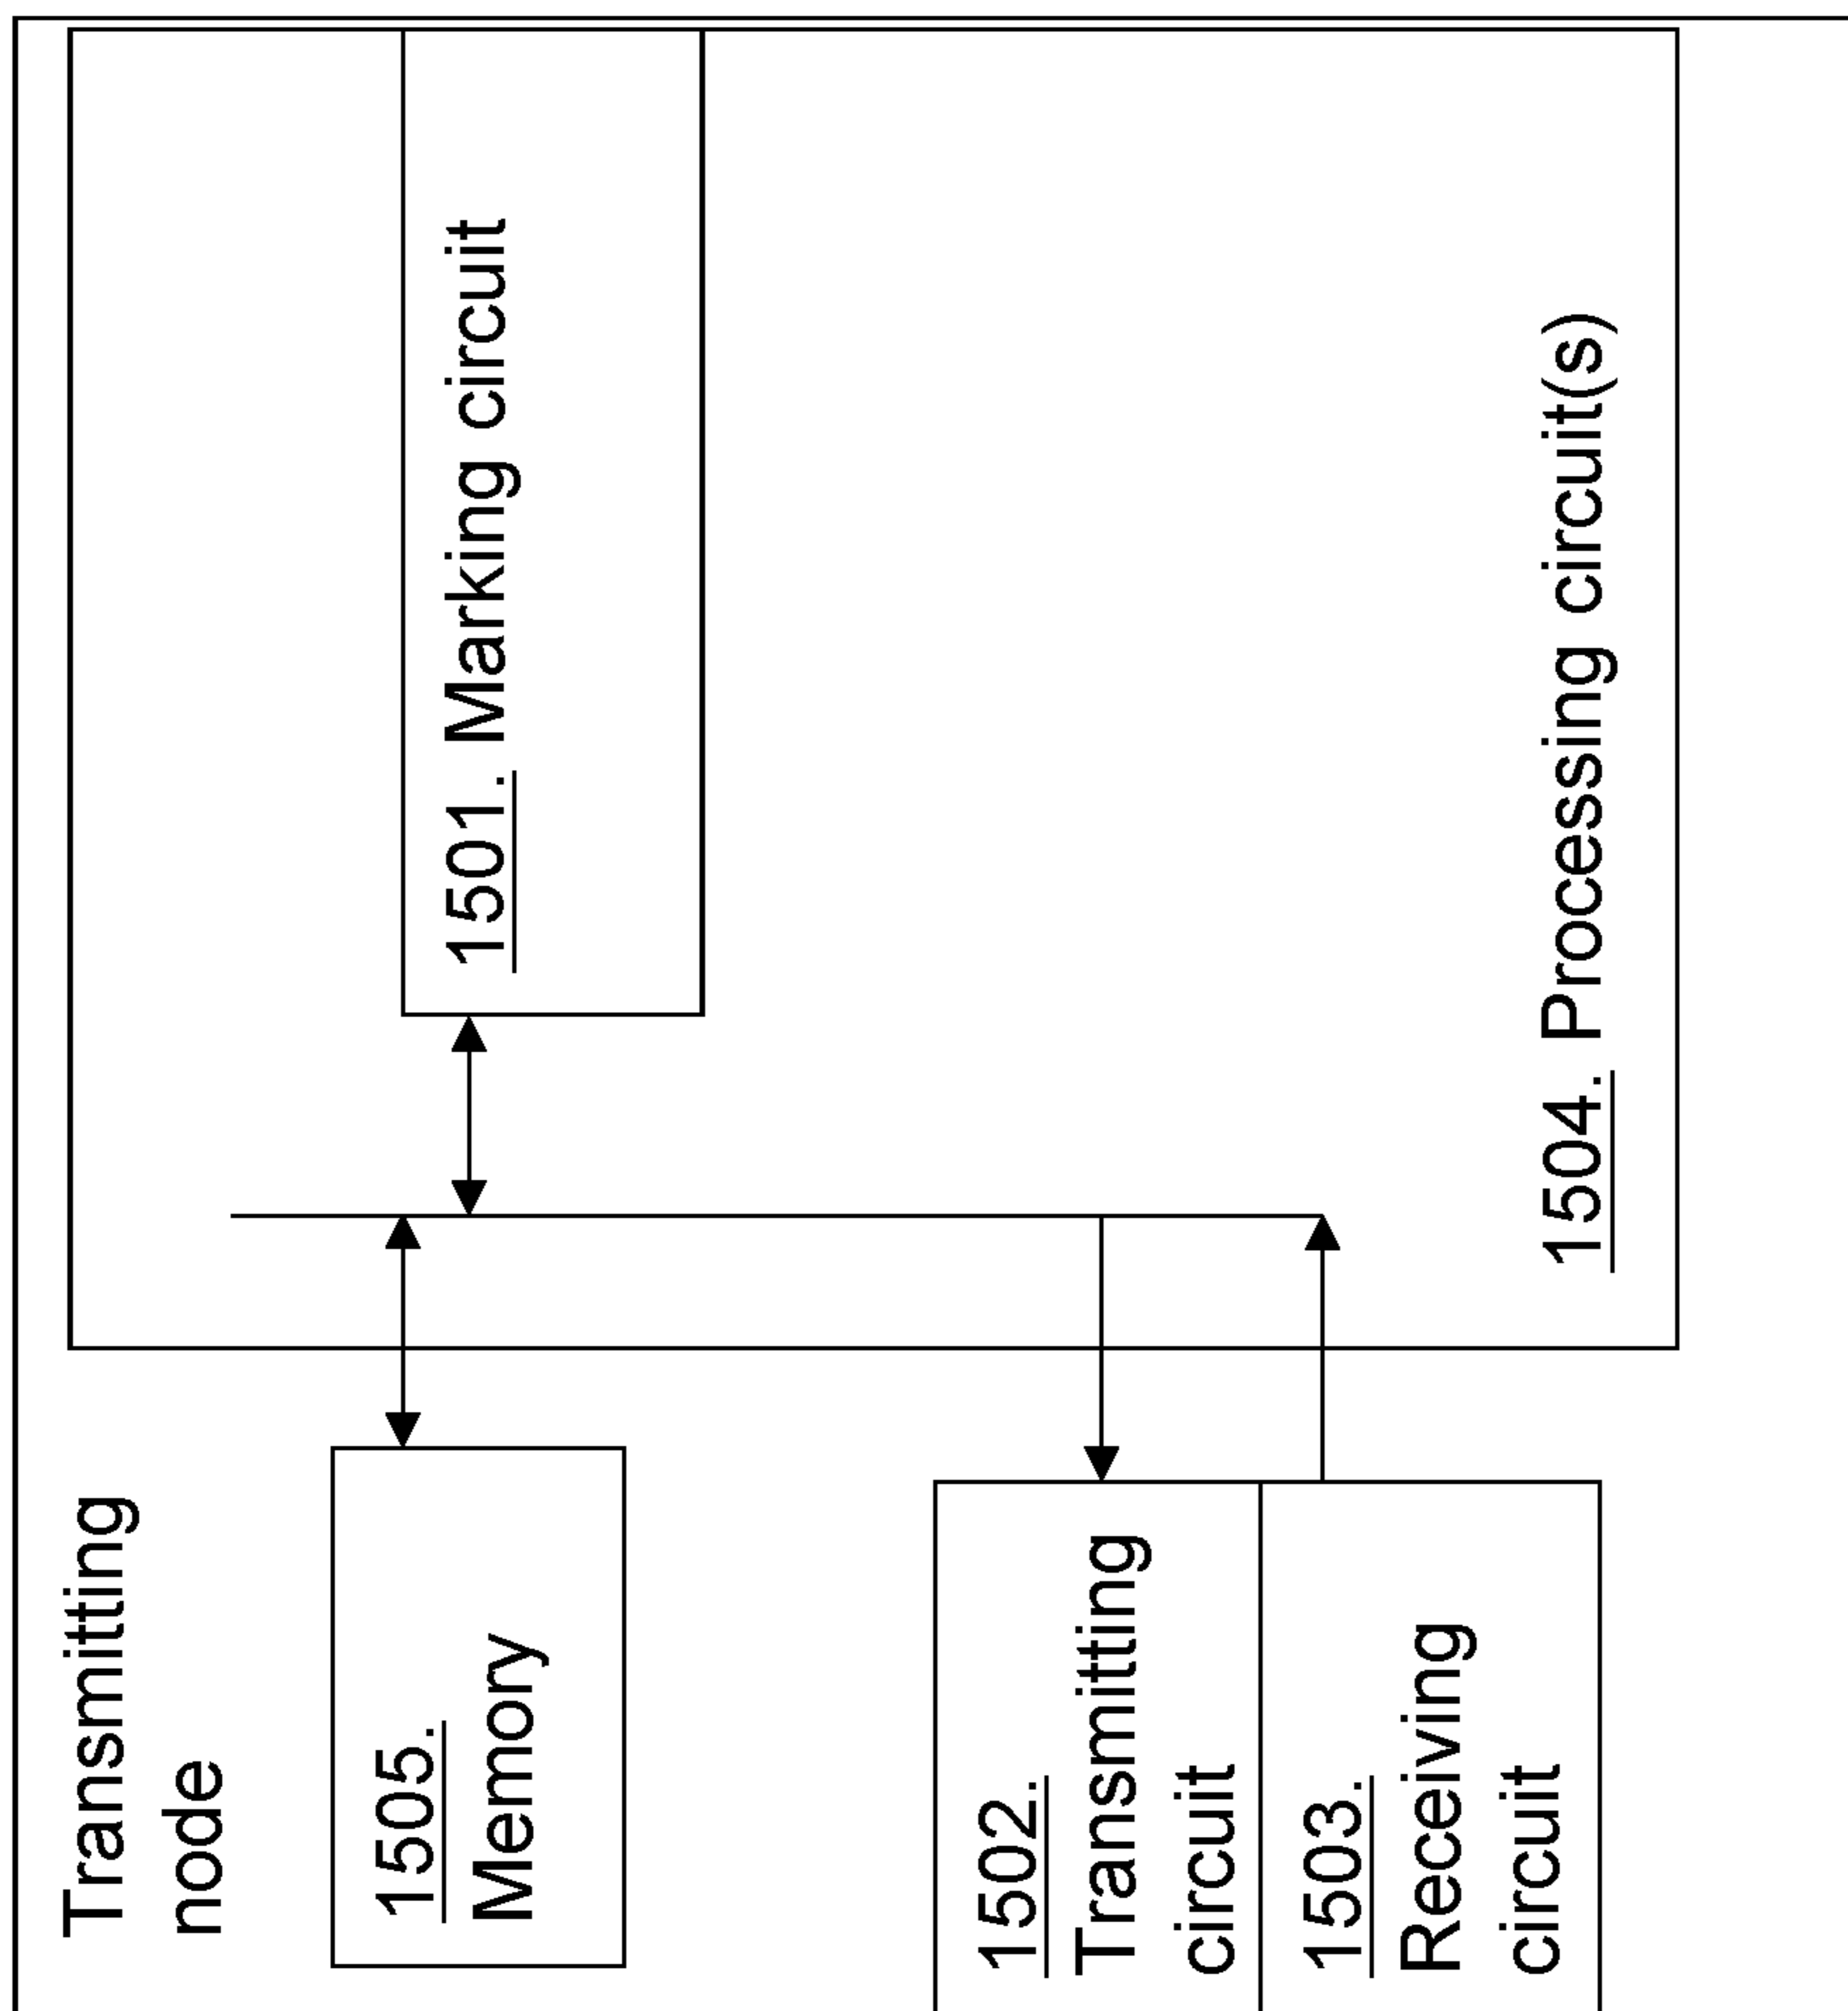 Transmitting
node
1505.
Memory
1502.
Transmitting
circuit
1503.
Receiving
circuit
1501. Marking circuit
1504. Processing circuit(s)